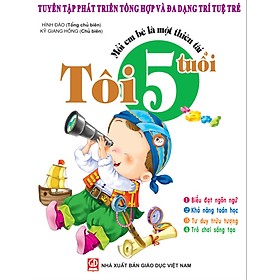 TUYỂN TẬP PHÁT TRIỂN TỔNG HỢP VÀ ĐA DẠNG TRÍ TUỆ TRẺ
HÌNH ĐÀO (Tổng chủ biên)
KỶ GIANG HỒNG (Chủ biên)
Mỗi em bé là một thiên tài
Tôi 5 tuổi
1 Biểu đạt ngôn ngữ
2 Khả năng toán học
3 Tư duy trừu tượng
4 Trò chơi sáng tạo
NHÀ XUẤT BẢN GIÁO DỤC VIỆT NAM